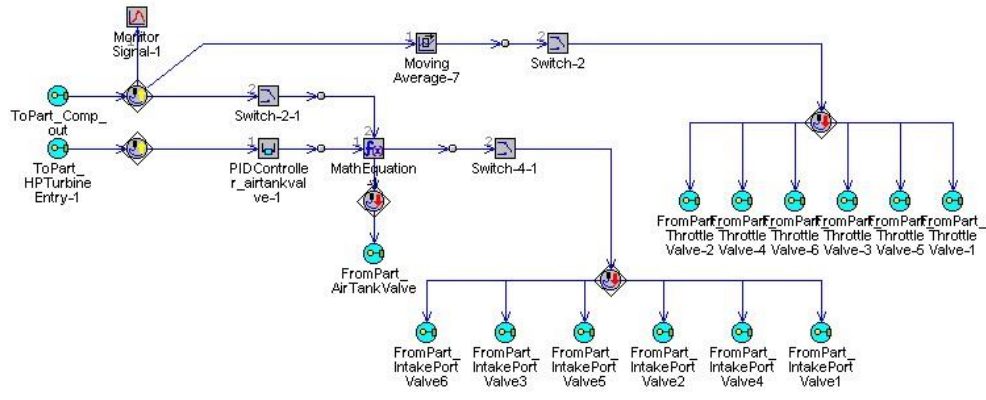 Monitor
Signal-1
1
1
Moving
Average-7
2
Switch-2
ToPart_Comp_
out
2
Switch-2-1
ToPart_
HPTurbine
Entry-1
1
PIDControlle
r_airtankval
ve-1
1
2
MathEquation
2
Switch-4-1
FromPart_
AirTankValve
FromPart_
Throttle
Valve-2
FromPart_
Throttle
Valve-4
FromPart_
Throttle
Valve-6
FromPart_
Throttle
Valve-3
FromPart_
Throttle
Valve-5
FromPart_
Throttle
Valve-1
FromPart_
IntakePort
Valve6
FromPart_
IntakePort
Valve3
FromPart_
IntakePort
Valve5
FromPart_
IntakePort
Valve2
FromPart_
IntakePort
Valve4
FromPart_
IntakePort
Valve1